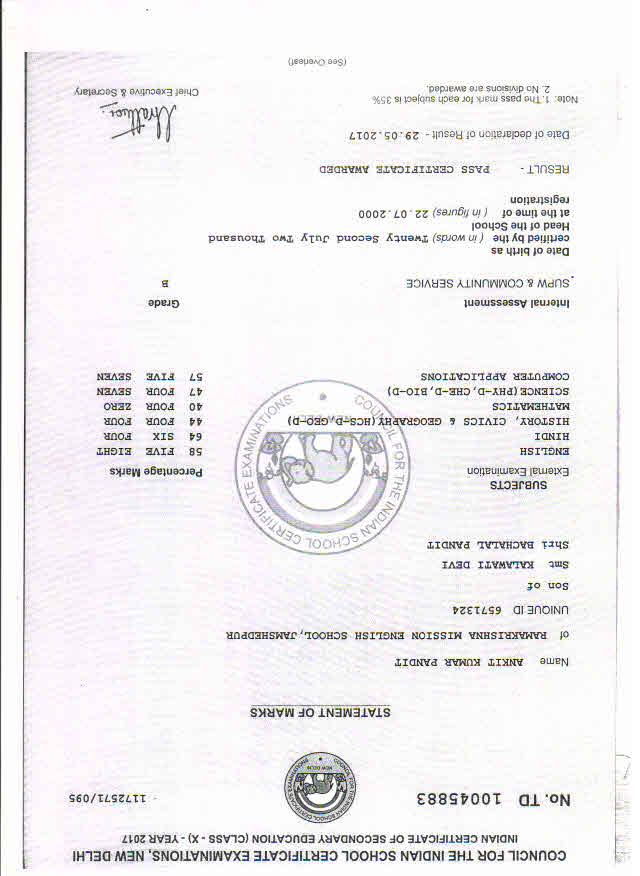 COUNCIL FOR THE INDIAN SCHOOL CERTIFICATE EXAMINATIONS, NEW DELHI
INDIAN CERTIFICATE OF SECONDARY EDUCATION (CLASS - X) - YEAR 2017
No. TD 10045883
1172571/095
COUNCIL FOR THE INDIAN SCHOOL CERTIFICATE EXAMINATIONS
NEW DELHI
STATEMENT OF MARKS
Name ANKIT KUMAR PANDIT
of RAMAKRISHNA MISSION ENGLISH SCHOOL, JAMSHEDPUR
UNIQUE ID 6571324
Son of
Smt KALAWATI DEVI
Shri BACHALAL PANDIT
COUNCIL FOR THE INDIAN SCHOOL CERTIFICATE EXAMINATIONS
NEW DELHI
SUBJECTS
External Examination Percentage Marks
ENGLISH 58 FIVE EIGHT
HINDI 64 SIX FOUR
HISTORY, CIVICS & GEOGRAPHY(HCS-D,GEO-D) 44 FOUR FOUR
MATHEMATICS 40 FOUR ZERO
SCIENCE(PHY-D,CHE-D,BIO-D) 47 FOUR SEVEN
COMPUTER APPLICATIONS 57 FIVE SEVEN
Internal Assessment Grade
SUPW & COMMUNITY SERVICE B
Date of birth as
certified by the (in words) Twenty Second July Two Thousand
Head of the School
at the time of (in figures) 22.07.2000
registration
RESULT - PASS CERTIFICATE AWARDED
Date of declaration of Result - 29.05.2017
Note: 1. The pass mark for each subject is 35%
2. No divisions are awarded.
Chief Executive & Secretary
(See Overleaf)